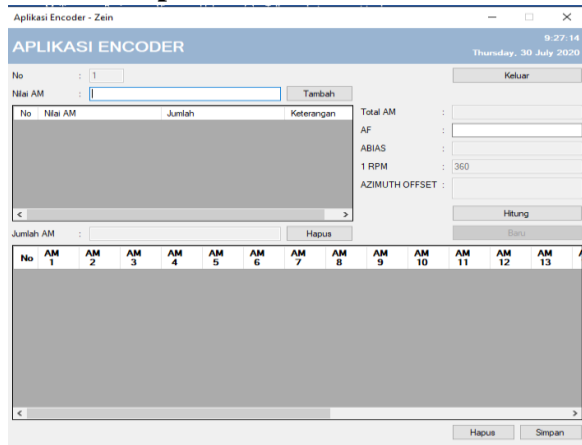 Aplikasi Encoder - Zein
APLIKASI ENCODER
9:27:14
Thursday, 30 July 2020
No : 1
Keluar
Nilai AM :
Tambah
No Nilai AM Jumlah Keterangan
Total AM :
AF :
ABIAS :
1 RPM : 360
AZIMUTH OFFSET :
Hitung
Jumlah AM :
Hapus
Baru
No AM 1 AM 2 AM 3 AM 4 AM 5 AM 6 AM 7 AM 8 AM 9 AM 10 AM 11 AM 12 AM 13
Hapus Simpan